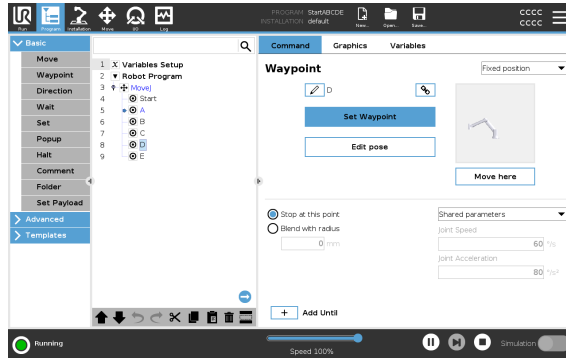 UR
PROGRAM StartABCDE
INSTALLATION default
CCCC
CCCC
Run Program Installation Move I/O Log
New... Open... Save...
Basic
Command Graphics Variables
Move
Waypoint
Direction
Wait
Set
Popup
Halt
Comment
Folder
Set Payload
Advanced
Templates
1 X Variables Setup
2 Robot Program
3 MoveJ
4 Start
5 A
6 B
7 C
8 D
9 E
Waypoint
Fixed position
D
Set Waypoint
Edit pose
Move here
Stop at this point
Blend with radius
0 mm
Shared parameters
Joint Speed
60 °/s
Joint Acceleration
80 °/s²
+ Add Until
Running
Speed 100%
Simulation